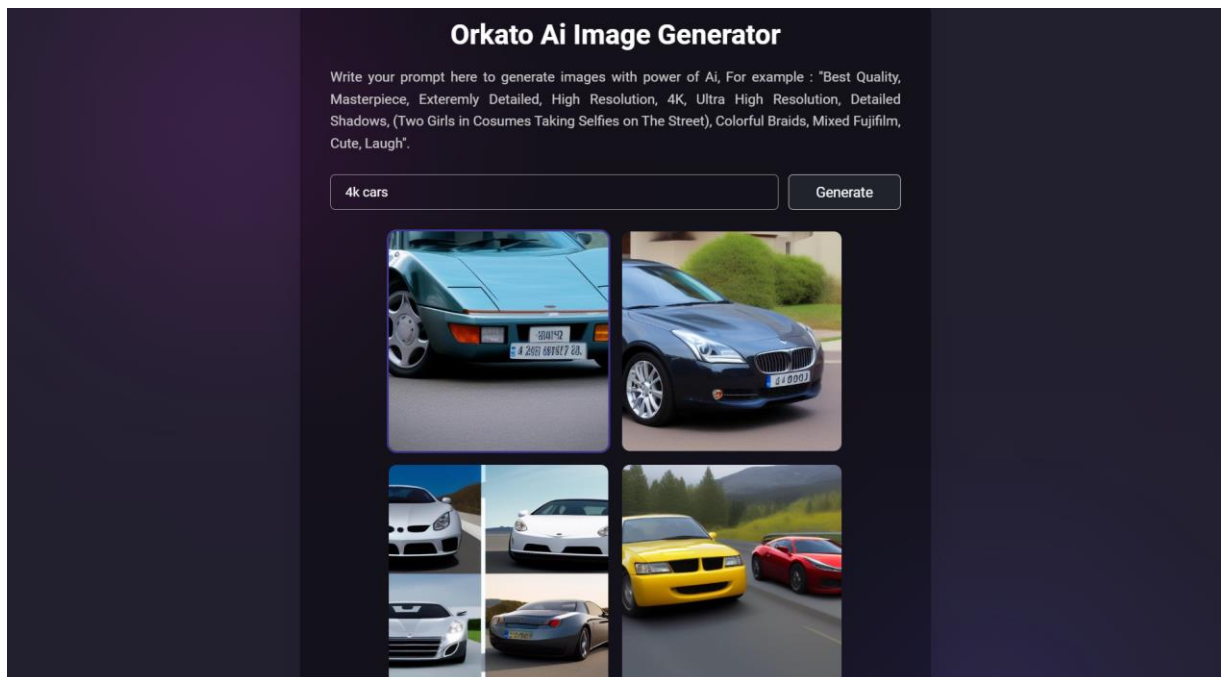 Orkato Ai Image Generator
Write your prompt here to generate images with power of Ai, For example : "Best Quality,
Masterpiece, Exteremly Detailed, High Resolution, 4K, Ultra High Resolution, Detailed
Shadows, (Two Girls in Cosumes Taking Selfies on The Street), Colorful Braids, Mixed Fujifilm,
Cute, Laugh".
4k cars
Generate